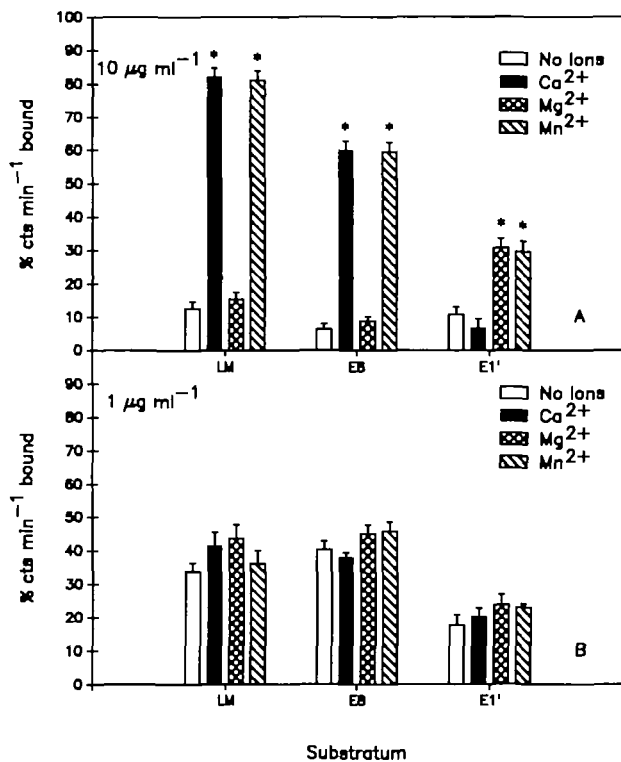 100
90
80
70
60
50
40
30
20
10
0
% cts min⁻¹ bound
10 μg ml⁻¹
* * * * * *
No Ions
Ca²⁺
Mg²⁺
Mn²⁺
A
LM E8 E1'
90
80
70
60
50
40
30
20
10
0
% cts min⁻¹ bound
1 μg ml⁻¹
No Ions
Ca²⁺
Mg²⁺
Mn²⁺
B
LM E8 E1'
Substratum